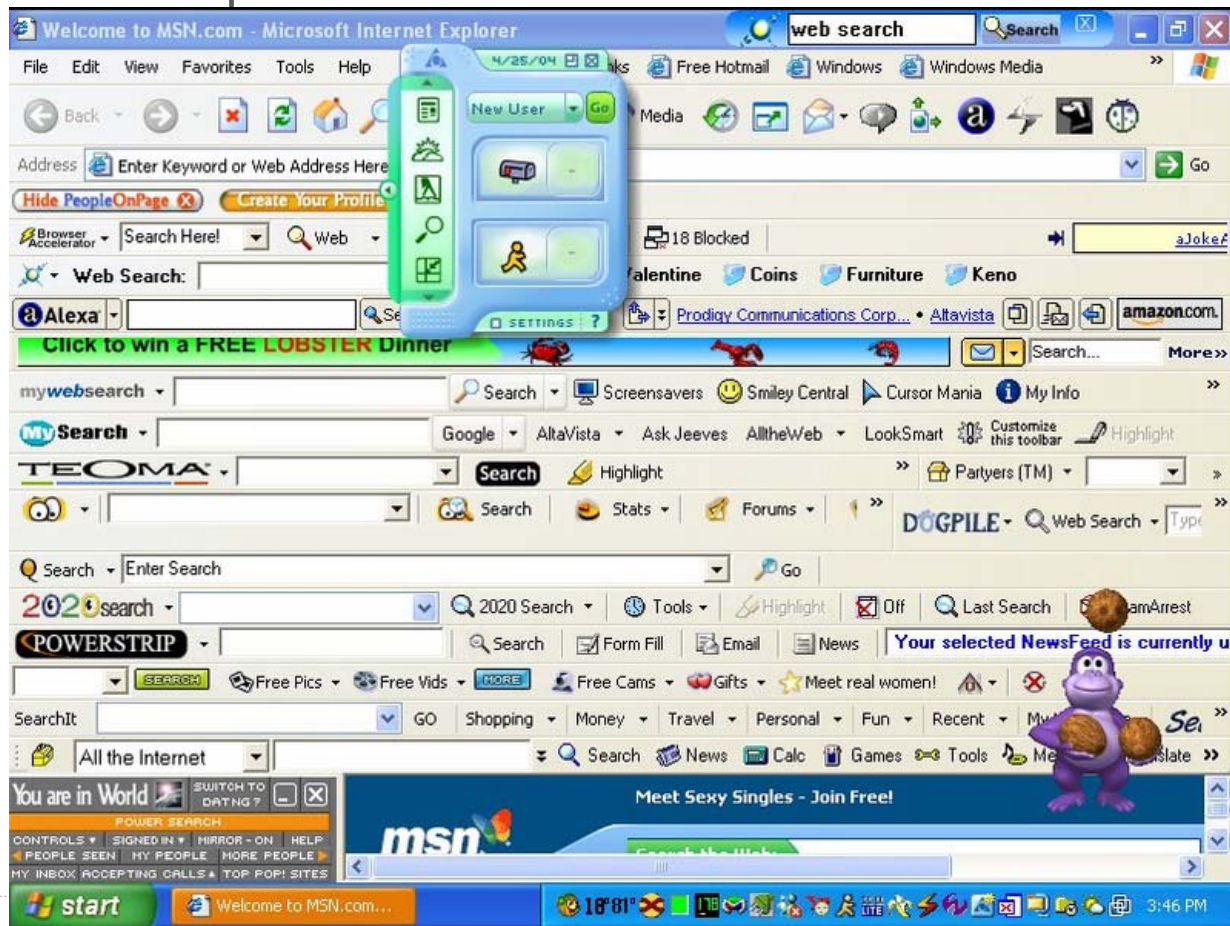 Welcome to MSN.com - Microsoft Internet Explorer web search Search
File Edit View Favorites Tools Help 4/25/04 Free Hotmail Windows Windows Media »
Back New User Go Media
Address Enter Keyword or Web Address Here Go
Hide PeopleOnPage Create Your Profile
Browser Accelerator Search Here! Web 18 Blocked
Web Search: Valentine Coins Furniture Keno
Alexa SETTINGS ? Prodigy Communications Corp... • Altavista amazon.com.
Click to win a FREE LOBSTER Dinner Search... More»
mywebsearch Search Screensavers Smiley Central Cursor Mania My Info »
My Search Google AltaVista Ask Jeeves AlltheWeb LookSmart Customize this toolbar Highlight
TEOMA Search Highlight » Partyers (TM) »
Search Stats Forums » DOGPILE Web Search »
Search Enter Search Go
2020search 2020 Search Tools Highlight Off Last Search
POWERSTRIP Search Form Fill Email News Your selected NewsFeed is currently
SEARCH Free Pics Free Vids MORE Free Cams Gifts Meet real women!
SearchIt GO Shopping Money Travel Personal Fun Recent »
All the Internet Search News Calc Games Tools »
You are in World SWITCH TO DATNG?
POWER SEARCH
CONTROLS SIGNED IN MIRROR - ON HELP
PEOPLE SEEN MY PEOPLE MORE PEOPLE
MY INBOX ACCEPTING CALLS TOP POP! SITES
Meet Sexy Singles - Join Free!
msn
Search the Web:
start Welcome to MSN.com... 18° 81° 178 3:46 PM